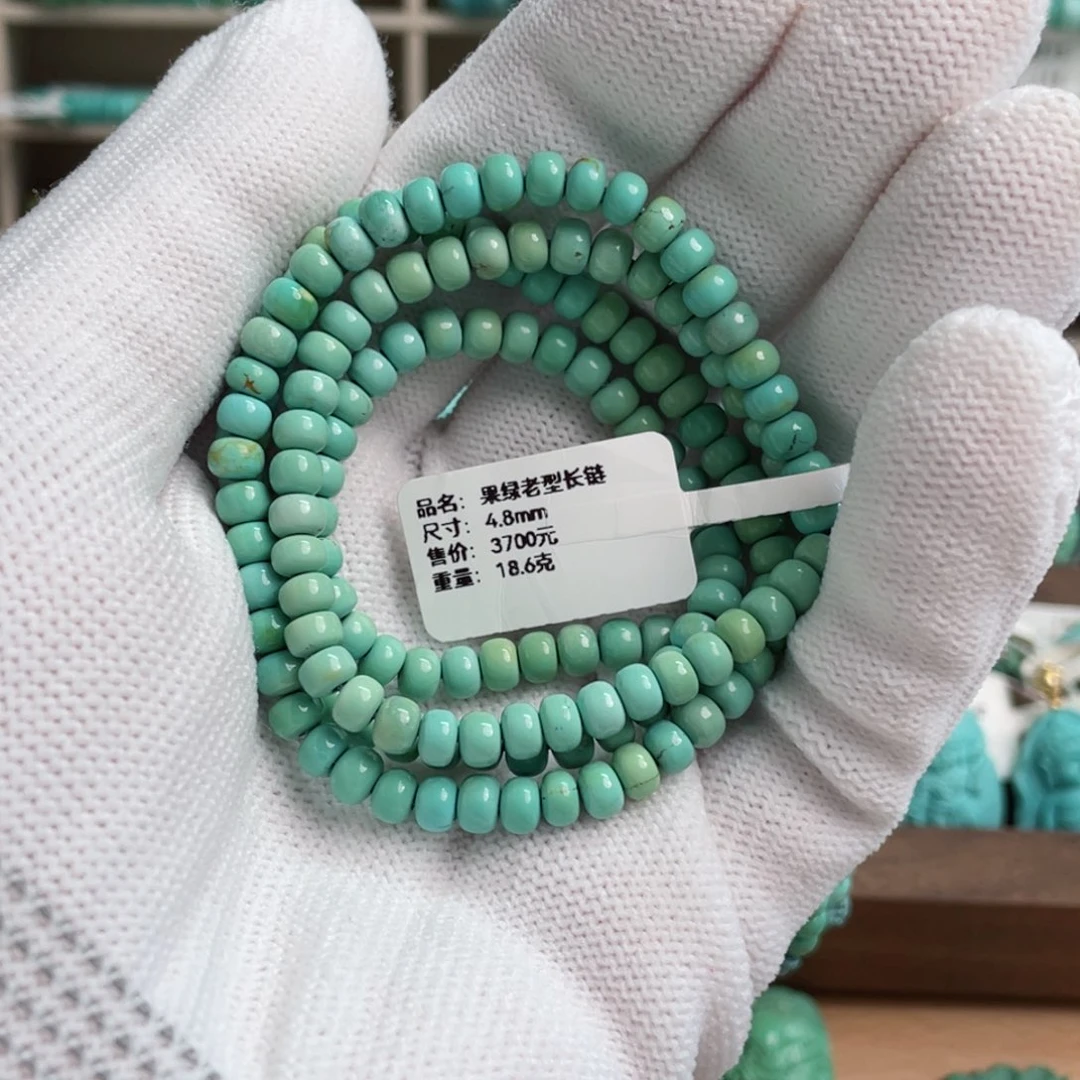 品名: 果绿老型长链
尺寸: 4.8mm
售价: 3700元
重量: 18.6克